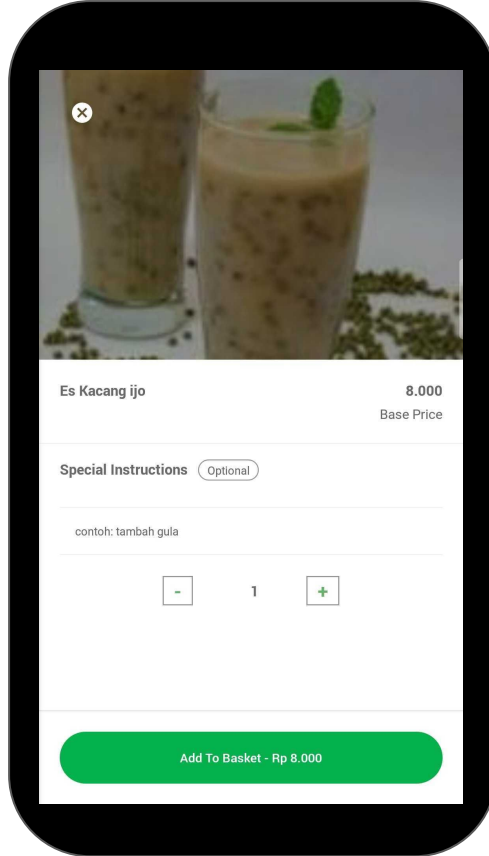 Es Kacang ijo
8.000
Base Price
Special Instructions
Optional
contoh: tambah gula
-
1
+
Add To Basket - Rp 8.000